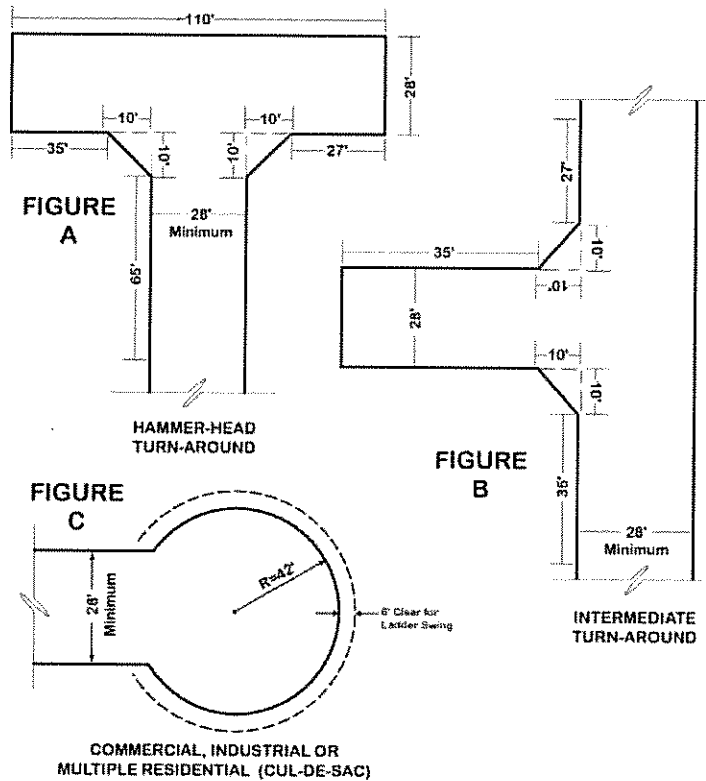 110'
28'
10'
10'
35'
10'
10'
27'
FIGURE
A
28'
Minimum
65'
HAMMER-HEAD
TURN-AROUND
27'
35'
10'
10'
28'
10'
10'
FIGURE
B
35'
28'
Minimum
INTERMEDIATE
TURN-AROUND
FIGURE
C
28'
Minimum
R=42'
6' Clear for
Ladder Swing
COMMERCIAL, INDUSTRIAL OR
MULTIPLE RESIDENTIAL (CUL-DE-SAC)